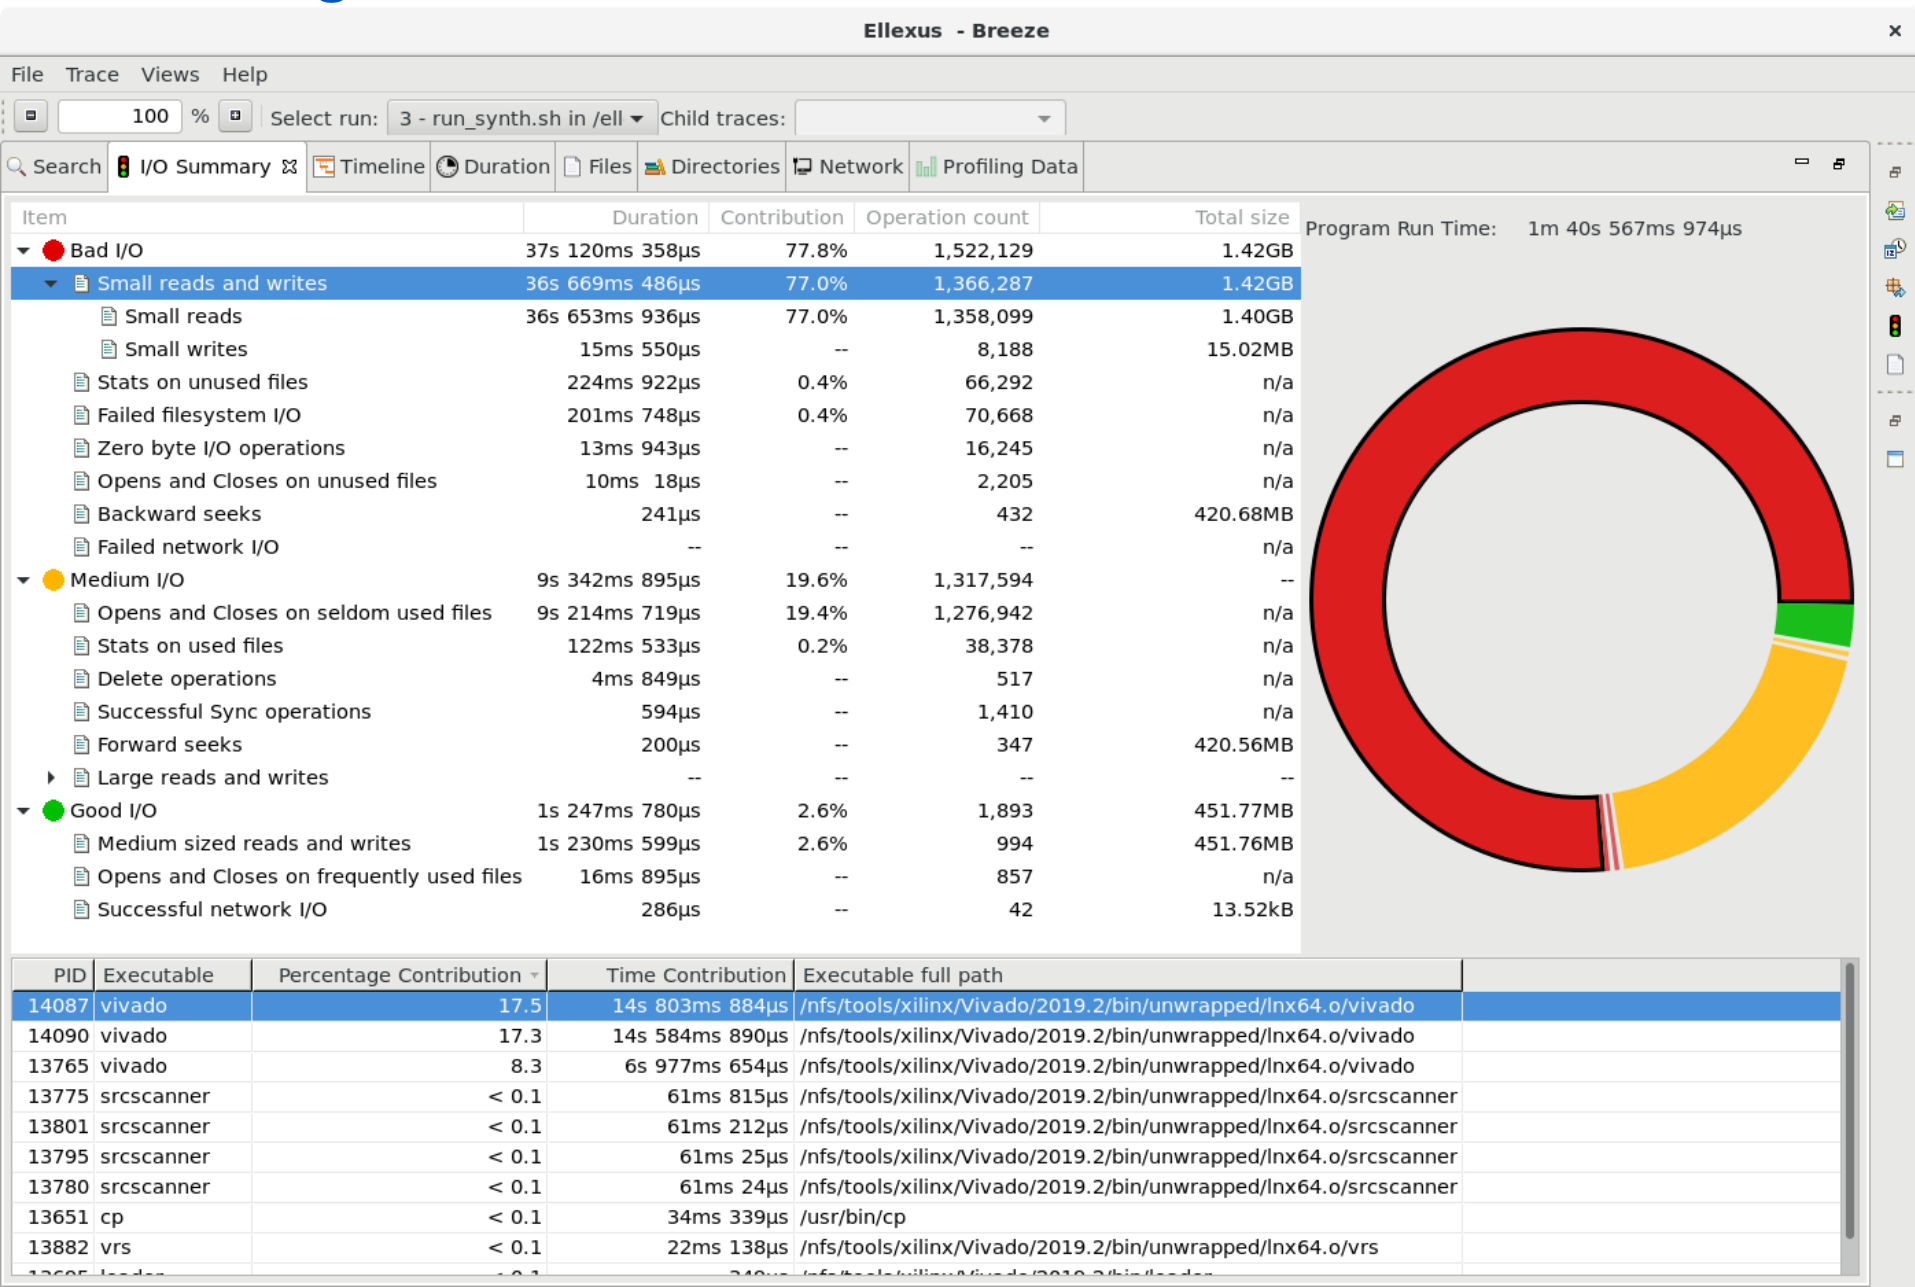 Ellexus - Breeze
File Trace Views Help
100 % Select run: 3 - run_synth.sh in /ell Child traces:
Search I/O Summary Timeline Duration Files Directories Network Profiling Data
Item Duration Contribution Operation count Total size
Program Run Time: 1m 40s 567ms 974µs
Bad I/O 37s 120ms 358µs 77.8% 1,522,129 1.42GB
Small reads and writes 36s 669ms 486µs 77.0% 1,366,287 1.42GB
Small reads 36s 653ms 936µs 77.0% 1,358,099 1.40GB
Small writes 15ms 550µs -- 8,188 15.02MB
Stats on unused files 224ms 922µs 0.4% 66,292 n/a
Failed filesystem I/O 201ms 748µs 0.4% 70,668 n/a
Zero byte I/O operations 13ms 943µs -- 16,245 n/a
Opens and Closes on unused files 10ms 18µs -- 2,205 n/a
Backward seeks 241µs -- 432 420.68MB
Failed network I/O -- -- -- n/a
Medium I/O 9s 342ms 895µs 19.6% 1,317,594 --
Opens and Closes on seldom used files 9s 214ms 719µs 19.4% 1,276,942 n/a
Stats on used files 122ms 533µs 0.2% 38,378 n/a
Delete operations 4ms 849µs -- 517 n/a
Successful Sync operations 594µs -- 1,410 n/a
Forward seeks 200µs -- 347 420.56MB
Large reads and writes -- -- -- --
Good I/O 1s 247ms 780µs 2.6% 1,893 451.77MB
Medium sized reads and writes 1s 230ms 599µs 2.6% 994 451.76MB
Opens and Closes on frequently used files 16ms 895µs -- 857 n/a
Successful network I/O 286µs -- 42 13.52kB
PID Executable Percentage Contribution Time Contribution Executable full path
14087 vivado 17.5 14s 803ms 884µs /nfs/tools/xilinx/Vivado/2019.2/bin/unwrapped/lnx64.o/vivado
14090 vivado 17.3 14s 584ms 890µs /nfs/tools/xilinx/Vivado/2019.2/bin/unwrapped/lnx64.o/vivado
13765 vivado 8.3 6s 977ms 654µs /nfs/tools/xilinx/Vivado/2019.2/bin/unwrapped/lnx64.o/vivado
13775 srcscanner < 0.1 61ms 815µs /nfs/tools/xilinx/Vivado/2019.2/bin/unwrapped/lnx64.o/srcscanner
13801 srcscanner < 0.1 61ms 212µs /nfs/tools/xilinx/Vivado/2019.2/bin/unwrapped/lnx64.o/srcscanner
13795 srcscanner < 0.1 61ms 25µs /nfs/tools/xilinx/Vivado/2019.2/bin/unwrapped/lnx64.o/srcscanner
13780 srcscanner < 0.1 61ms 24µs /nfs/tools/xilinx/Vivado/2019.2/bin/unwrapped/lnx64.o/srcscanner
13651 cp < 0.1 34ms 339µs /usr/bin/cp
13882 vrs < 0.1 22ms 138µs /nfs/tools/xilinx/Vivado/2019.2/bin/unwrapped/lnx64.o/vrs